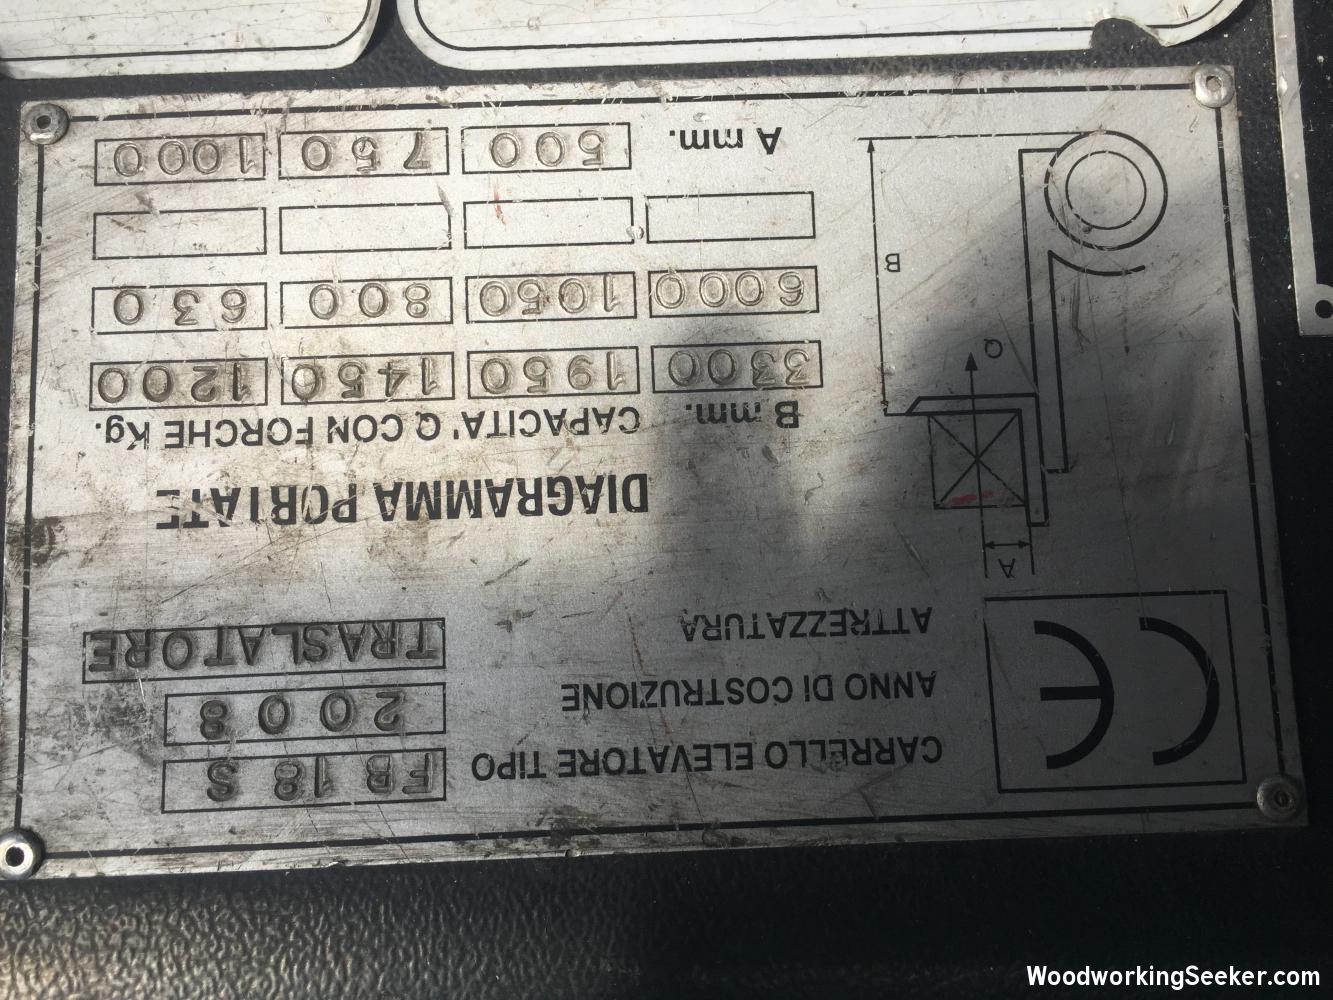 CARRELLO ELEVATORE TIPO FB 18 S
ANNO DI COSTRUZIONE 2008
ATTREZZATURA TRASLATORE
CE
A
DIAGRAMMA PORTATE
B mm. CAPACITA' Q CON FORCHE Kg.
3300 1950 1450 1200
Q
6000 1050 800 630
B
A mm. 500 750 1000
WoodworkingSeeker.com